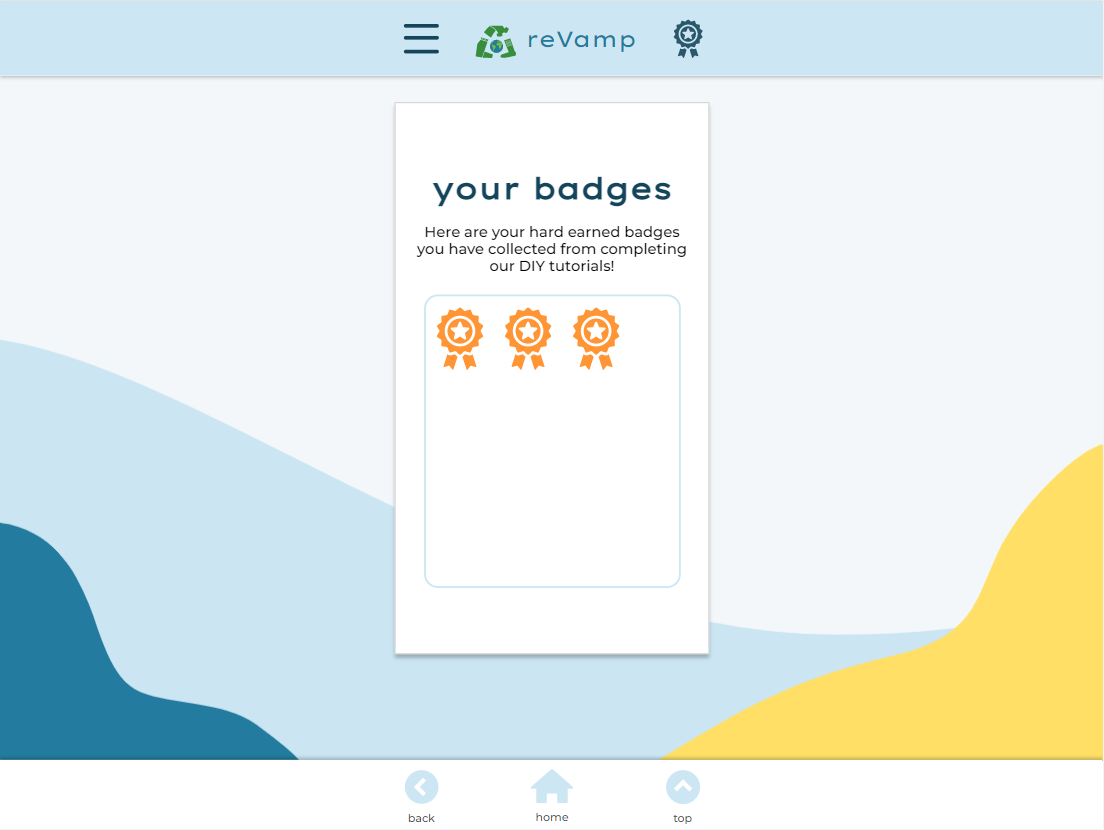 reVamp
your badges
Here are your hard earned badges
you have collected from completing
our DIY tutorials!
back
home
top